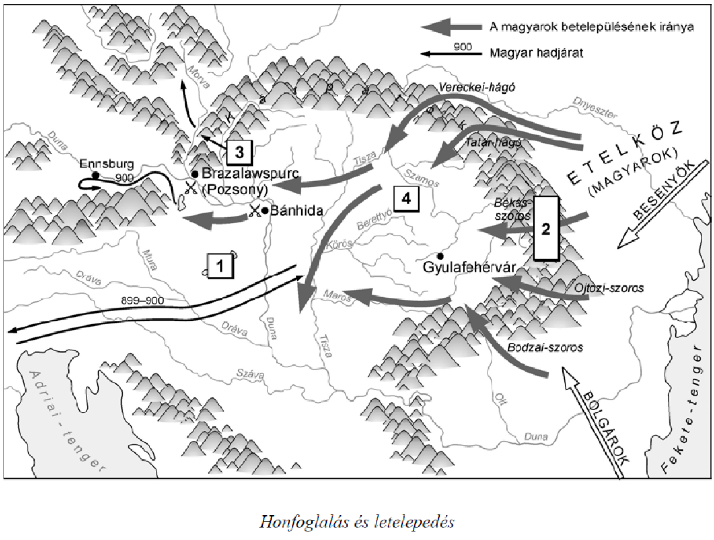 A magyarok betelepülésének iránya
900
Magyar hadjárat
Morva
Vereckei-hágó
Dnyeszter
Tatár-hágó
K á r p á t o k
ETELKÖZ
(MAGYAROK)
BESENYŐK
Duna
Ennsburg
900
3
Brazalawspurc
(Pozsony)
Tisza
Szamos
4
Bánhida
Berettyó
Békás-
szoros
2
Körös
Gyulafehérvár
1
Mura
Dráva
899–900
Maros
Ojtozi-szoros
Dráva
Duna
Tisza
Bodzai-szoros
Száva
Olt
Duna
BOLGÁROK
Adriai-tenger
Fekete-tenger
Honfoglalás és letelepedés